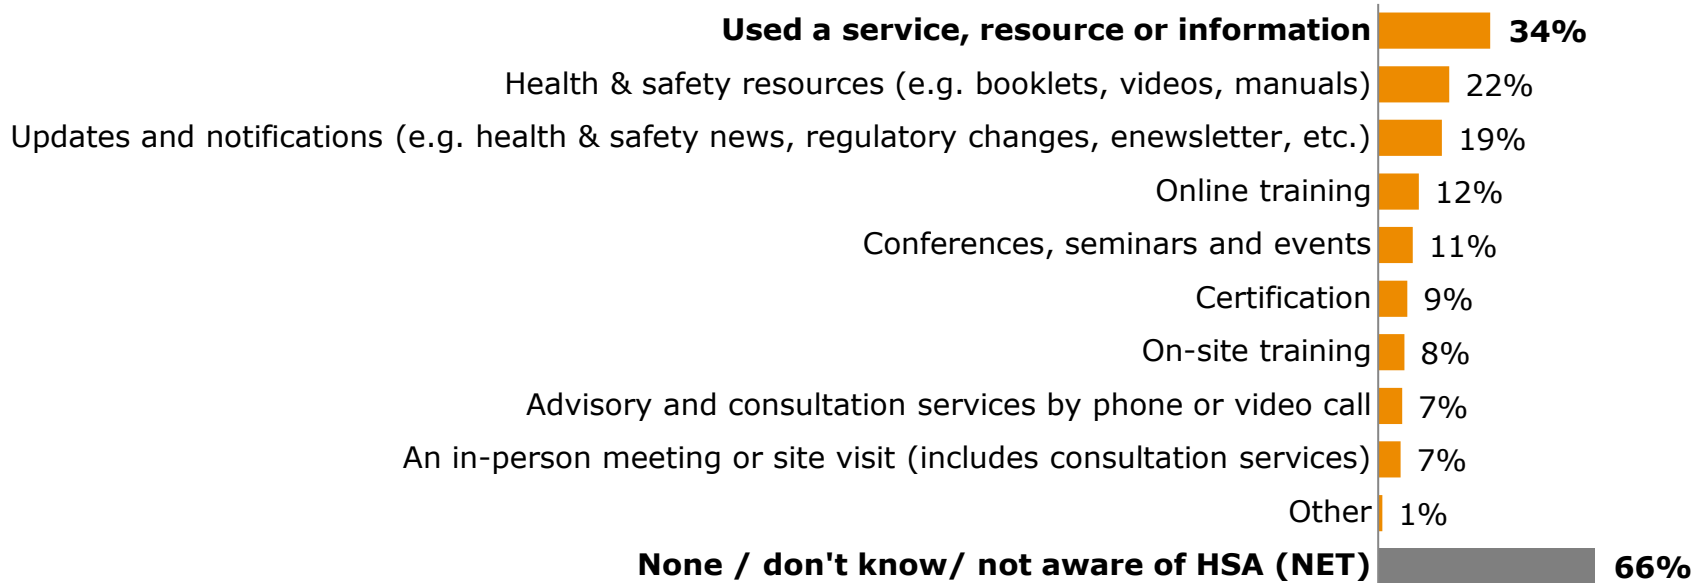 Used a service, resource or information 34%
Health & safety resources (e.g. booklets, videos, manuals) 22%
Updates and notifications (e.g. health & safety news, regulatory changes, enewsletter, etc.) 19%
Online training 12%
Conferences, seminars and events 11%
Certification 9%
On-site training 8%
Advisory and consultation services by phone or video call 7%
An in-person meeting or site visit (includes consultation services) 7%
Other 1%
None / don't know/ not aware of HSA (NET) 66%